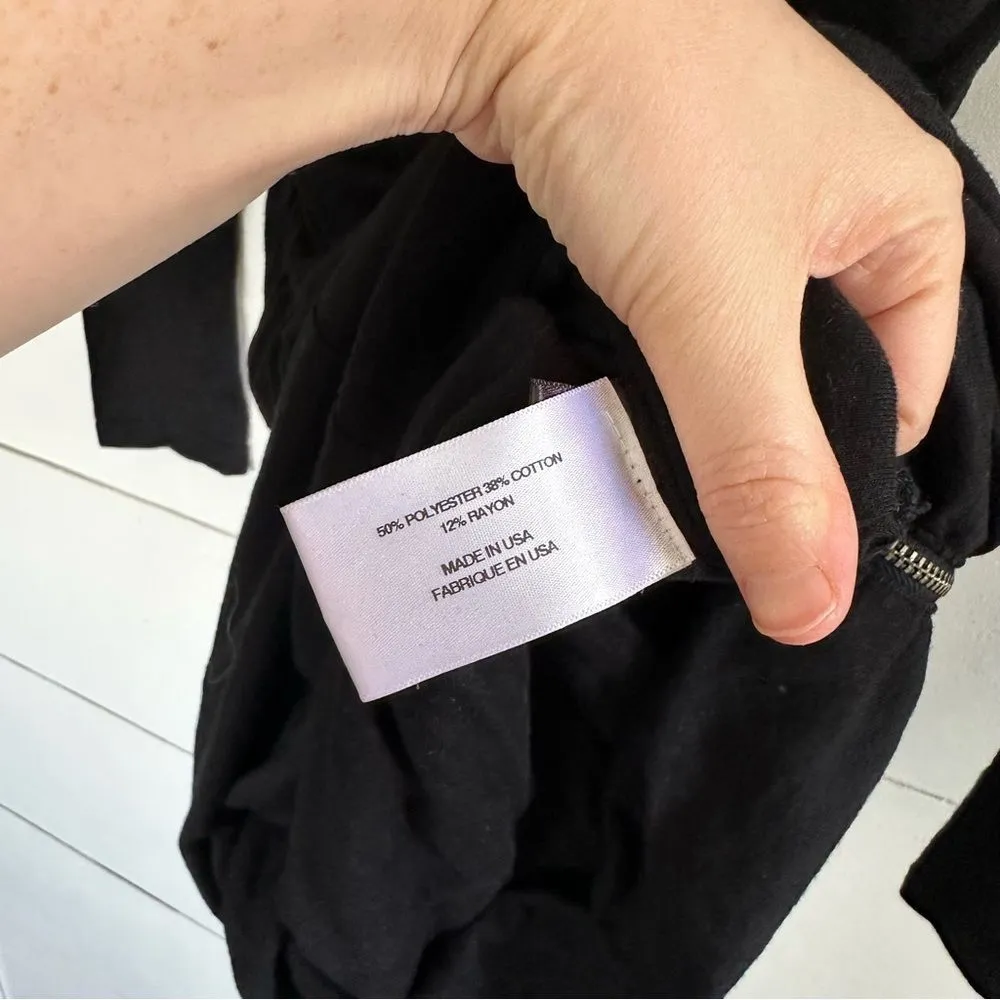 50% POLYESTER 38% COTTON
12% RAYON
MADE IN USA
FABRIQUE EN USA